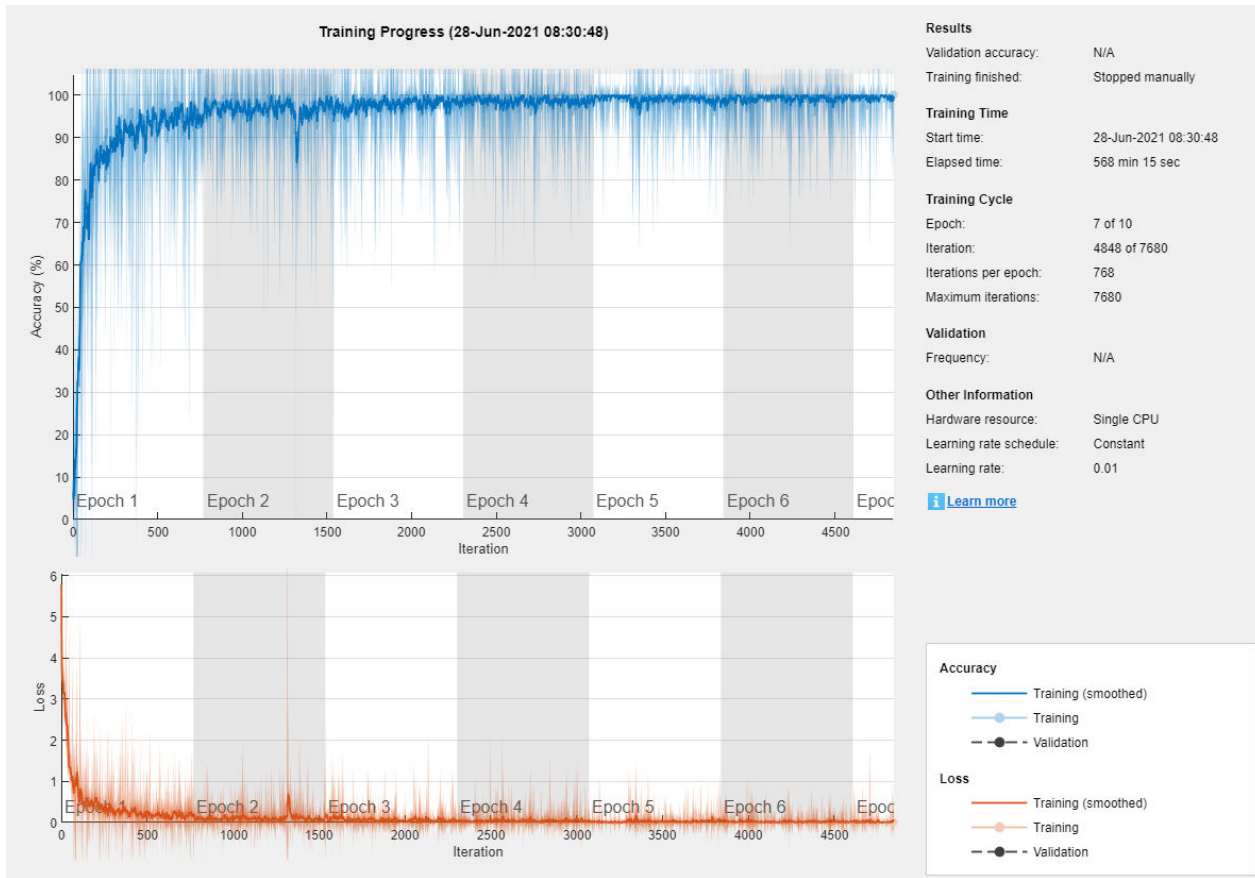 Training Progress (28-Jun-2021 08:30:48)
Accuracy (%)
100
90
80
70
60
50
40
30
20
10
0
Epoch 1 Epoch 2 Epoch 3 Epoch 4 Epoch 5 Epoch 6 Epoc
0 500 1000 1500 2000 2500 3000 3500 4000 4500
Iteration
Loss
6
5
4
3
2
1
0
Epoch 1 Epoch 2 Epoch 3 Epoch 4 Epoch 5 Epoch 6 Epoc
0 500 1000 1500 2000 2500 3000 3500 4000 4500
Iteration
Results
Validation accuracy: N/A
Training finished: Stopped manually
Training Time
Start time: 28-Jun-2021 08:30:48
Elapsed time: 568 min 15 sec
Training Cycle
Epoch: 7 of 10
Iteration: 4848 of 7680
Iterations per epoch: 768
Maximum iterations: 7680
Validation
Frequency: N/A
Other Information
Hardware resource: Single CPU
Learning rate schedule: Constant
Learning rate: 0.01
i Learn more
Accuracy
Training (smoothed)
Training
Validation
Loss
Training (smoothed)
Training
Validation